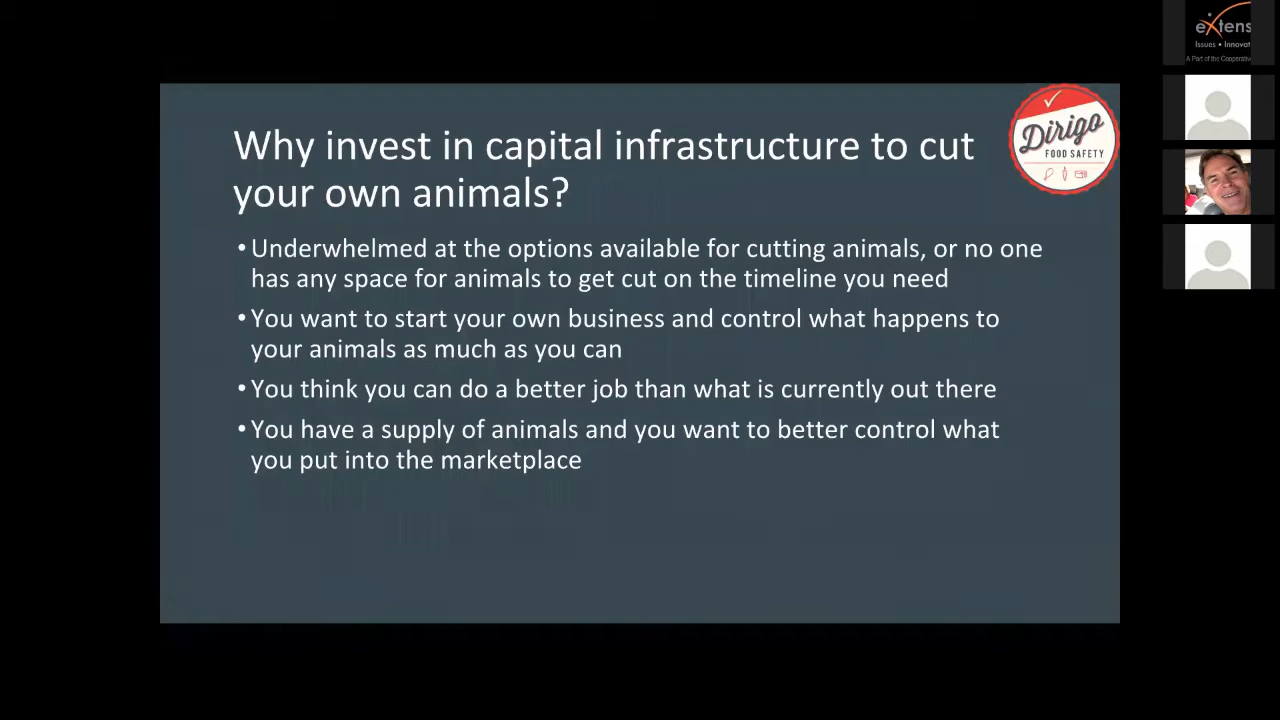 Why invest in capital infrastructure to cut
your own animals?
• Underwhelmed at the options available for cutting animals, or no one
has any space for animals to get cut on the timeline you need
• You want to start your own business and control what happens to
your animals as much as you can
• You think you can do a better job than what is currently out there
• You have a supply of animals and you want to better control what
you put into the marketplace
Dirigo
FOOD SAFETY
eXtens
Issues • Innovat
A Part of the Cooperativ